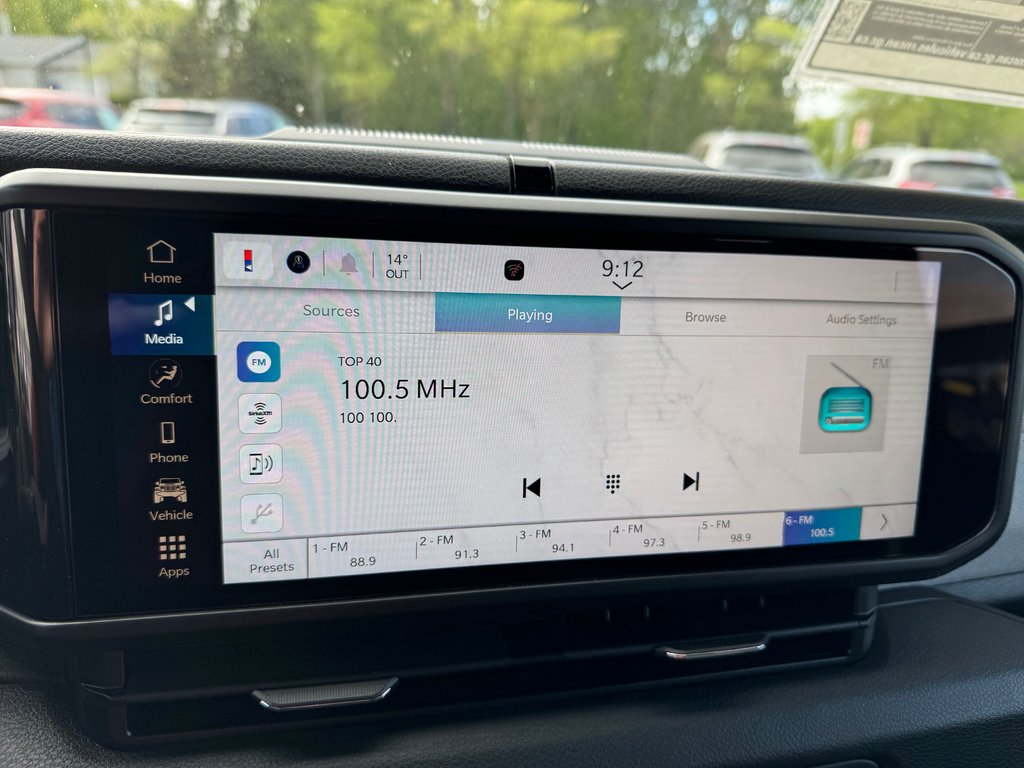 Home
Media
Comfort
Phone
Vehicle
Apps
14°
OUT
9:12
Sources
Playing
Browse
Audio Settings
FM
SiriusXM
TOP 40
100.5 MHz
100 100.
FM
All
Presets
1 - FM
88.9
2 - FM
91.3
3 - FM
94.1
4 - FM
97.3
5 - FM
98.9
6 - FM
100.5